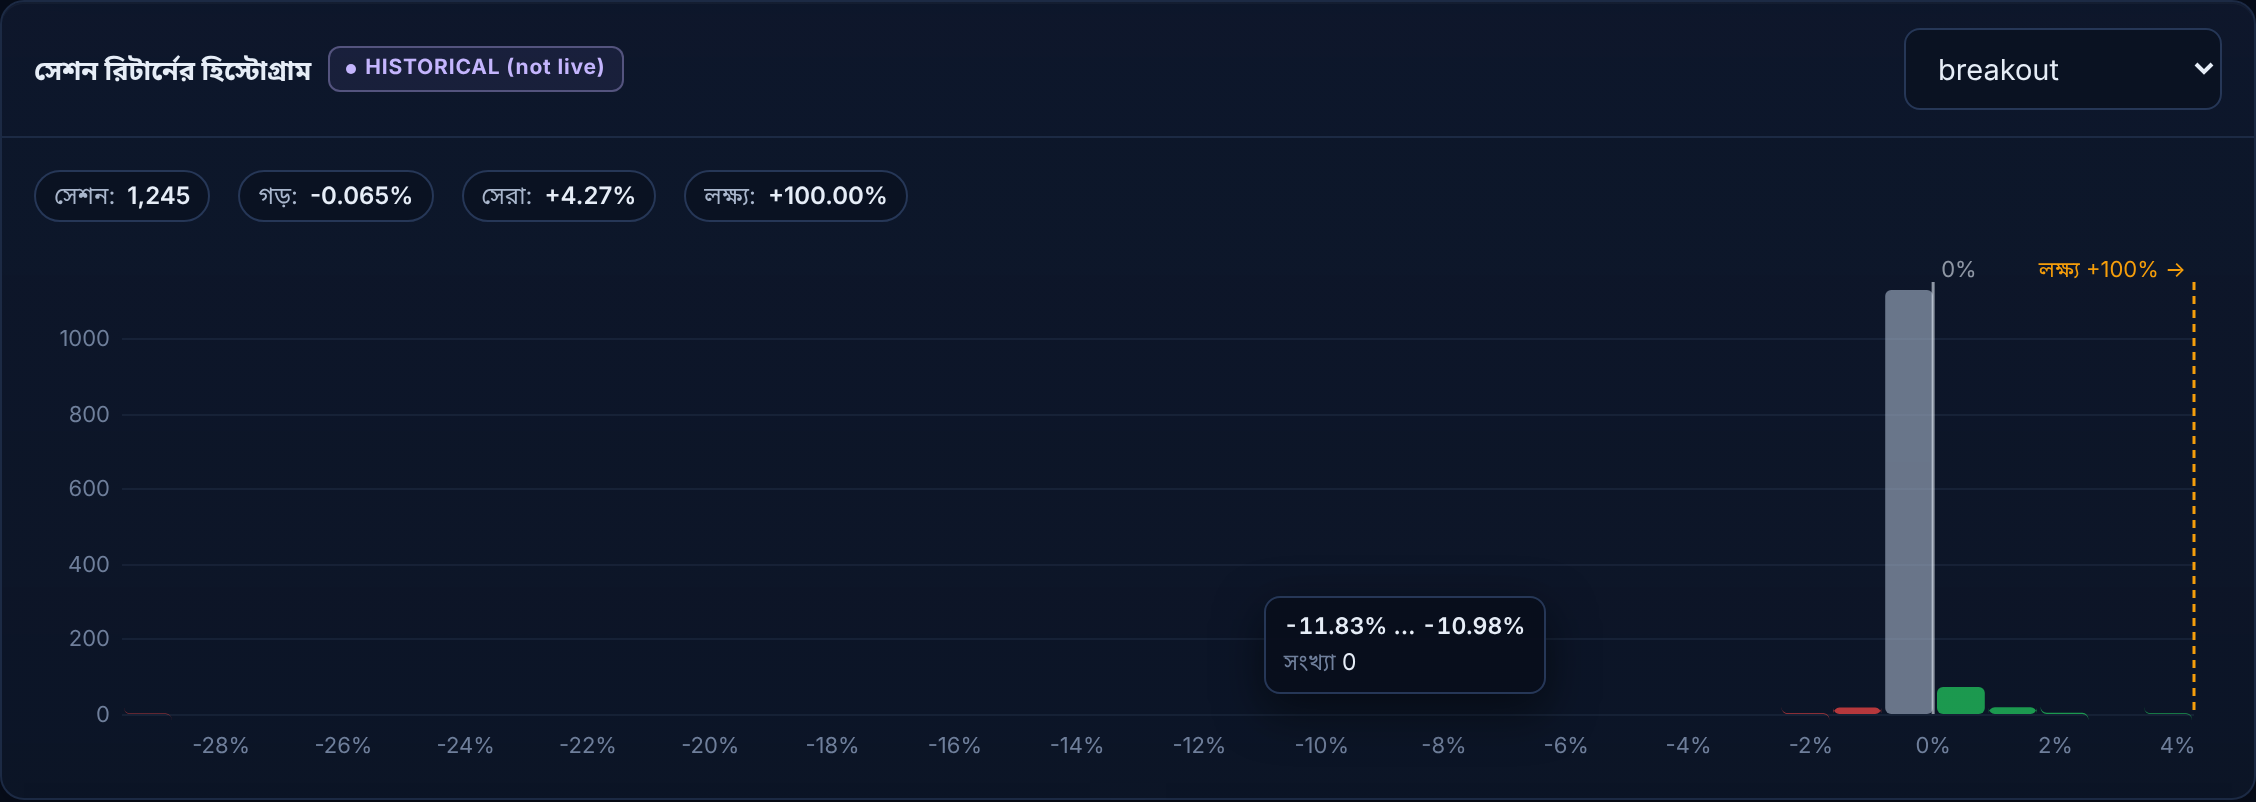 সেশন রিটার্নের হিস্টোগ্রাম
HISTORICAL (not live)
breakout
সেশন: 1,245
গড়: -0.065%
সেরা: +4.27%
লক্ষ্য: +100.00%
0%
লক্ষ্য +100% →
1000
800
600
400
200
0
-11.83% ... -10.98%
সংখ্যা 0
-28% -26% -24% -22% -20% -18% -16% -14% -12% -10% -8% -6% -4% -2% 0% 2% 4%